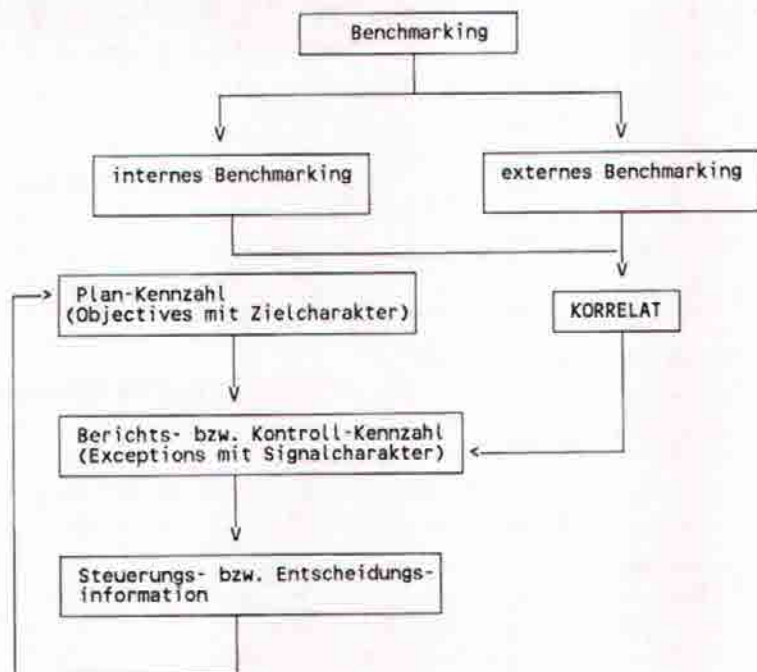 Benchmarking
internes Benchmarking
externes Benchmarking
Plan-Kennzahl
(Objectives mit Zielcharakter)
KORRELAT
Berichts- bzw. Kontroll-Kennzahl
(Exceptions mit Signalcharakter)
Steuerungs- bzw. Entscheidungs-
information